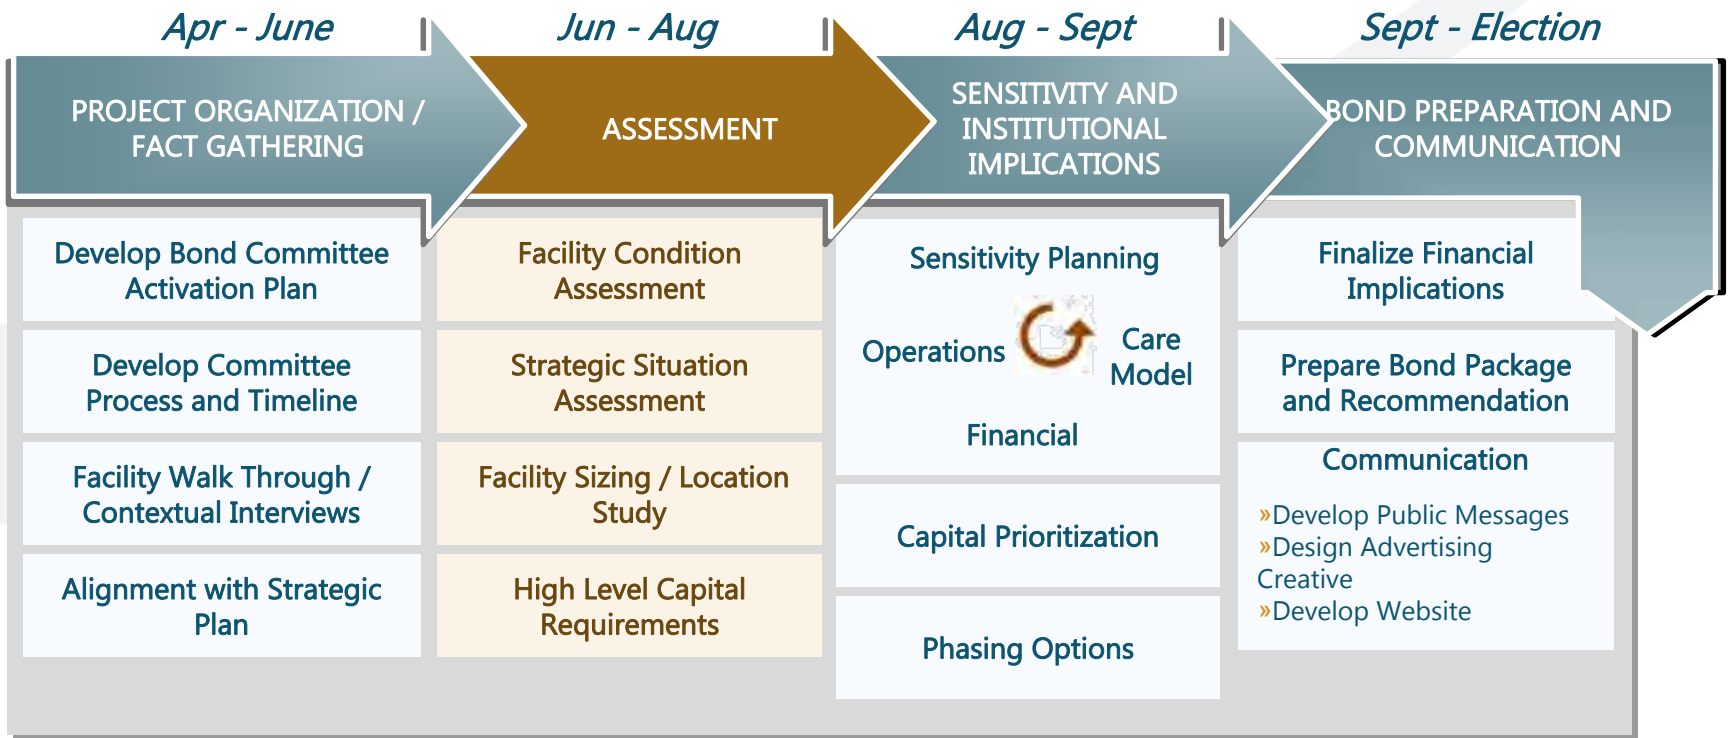 Apr - June
Jun - Aug
Aug - Sept
Sept - Election
PROJECT ORGANIZATION /
FACT GATHERING
ASSESSMENT
SENSITIVITY AND
INSTITUTIONAL
IMPLICATIONS
BOND PREPARATION AND
COMMUNICATION
Develop Bond Committee
Activation Plan
Develop Committee
Process and Timeline
Facility Walk Through /
Contextual Interviews
Alignment with Strategic
Plan
Facility Condition
Assessment
Strategic Situation
Assessment
Facility Sizing / Location
Study
High Level Capital
Requirements
Sensitivity Planning
Operations
Care
Model
Financial
Capital Prioritization
Phasing Options
Finalize Financial
Implications
Prepare Bond Package
and Recommendation
Communication
»Develop Public Messages
»Design Advertising
Creative
»Develop Website